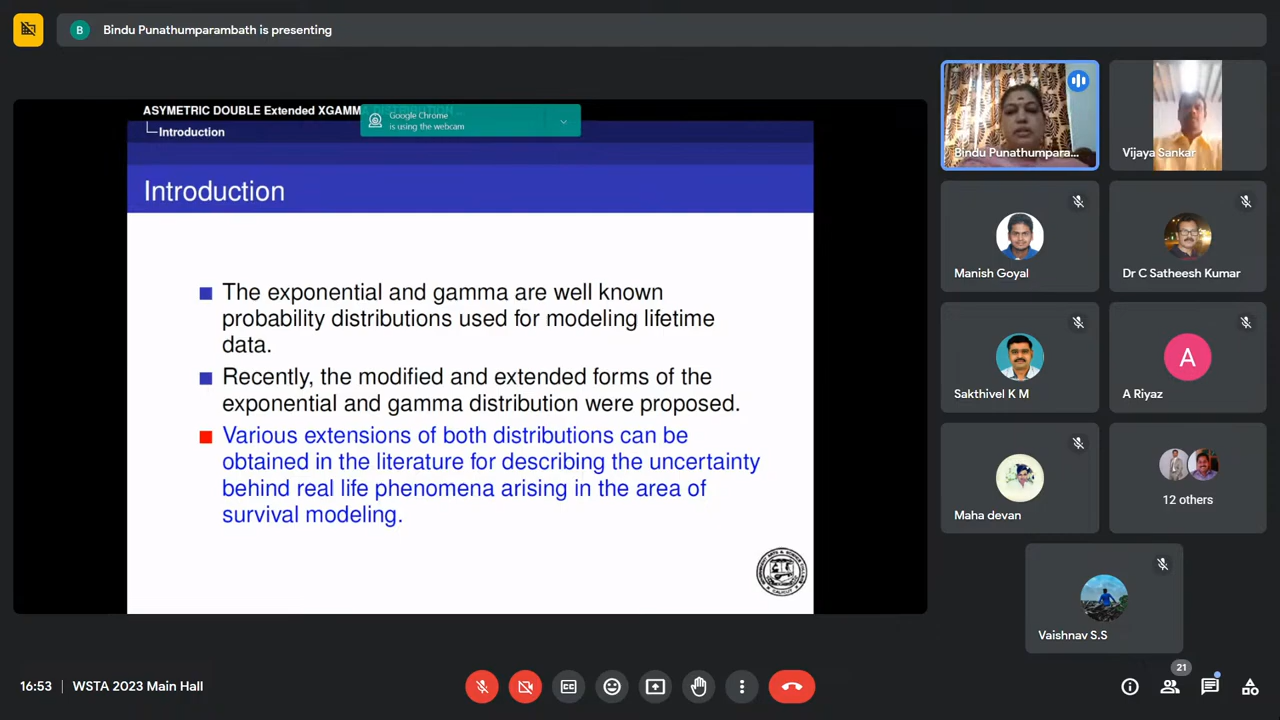 B
Bindu Punathumparambath is presenting
ASYMETRIC DOUBLE Extended XGAMMA
Introduction
Google Chrome
is using the webcam
Introduction
The exponential and gamma are well known
probability distributions used for modeling lifetime
data.
Recently, the modified and extended forms of the
exponential and gamma distribution were proposed.
Various extensions of both distributions can be
obtained in the literature for describing the uncertainty
behind real life phenomena arising in the area of
survival modeling.
CALICUT
Bindu Punathumpara...
Vijaya Sankar
Manish Goyal
Dr C Satheesh Kumar
Sakthivel K M
A
A Riyaz
Maha devan
12 others
Vaishnav S.S
16:53 | WSTA 2023 Main Hall
CC
21